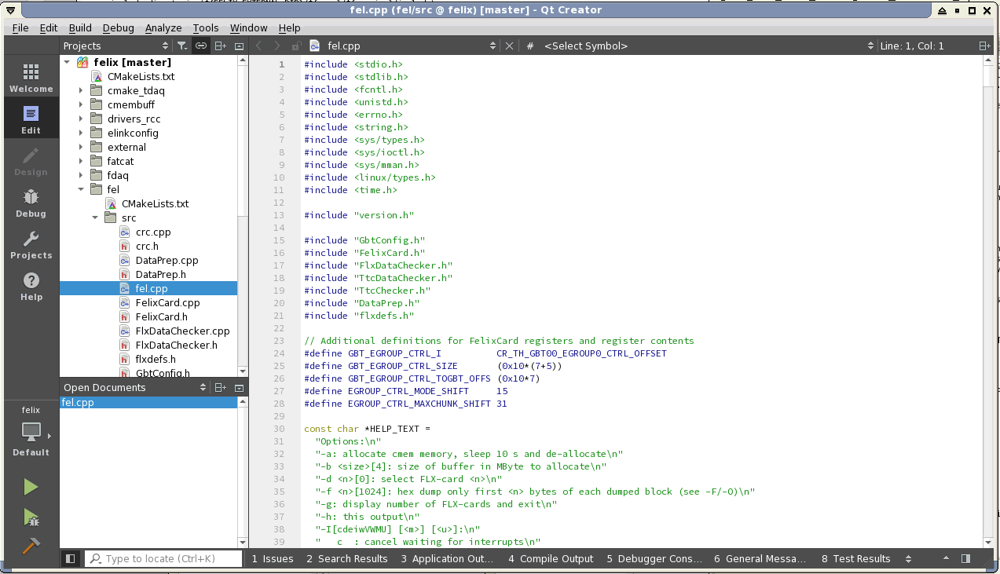 fel.cpp (fel/src @ felix) [master] - Qt Creator
File Edit Build Debug Analyze Tools Window Help
Projects
fel.cpp
# <Select Symbol>
Line: 1, Col: 1
Welcome
Edit
Design
Debug
Projects
Help
felix
Default
felix [master]
CMakeLists.txt
cmake_tdaq
cmembuff
drivers_rcc
elinkconfig
external
fatcat
fdaq
fel
CMakeLists.txt
src
crc.cpp
crc.h
DataPrep.cpp
DataPrep.h
fel.cpp
FelixCard.cpp
FelixCard.h
FlxDataChecker.cpp
FlxDataChecker.h
flxdefs.h
GbtConfig.h
Open Documents
fel.cpp
1 #include <stdio.h>
2 #include <stdlib.h>
3 #include <fcntl.h>
4 #include <unistd.h>
5 #include <errno.h>
6 #include <string.h>
7 #include <sys/types.h>
8 #include <sys/ioctl.h>
9 #include <sys/mman.h>
10 #include <linux/types.h>
11 #include <time.h>
12
13 #include "version.h"
14
15 #include "GbtConfig.h"
16 #include "FelixCard.h"
17 #include "FlxDataChecker.h"
18 #include "TtcDataChecker.h"
19 #include "TtcChecker.h"
20 #include "DataPrep.h"
21 #include "flxdefs.h"
22
23 // Additional definitions for FelixCard registers and register contents
24 #define GBT_EGROUP_CTRL_I          CR_TH_GBT00_EGROUP0_CTRL_OFFSET
25 #define GBT_EGROUP_CTRL_SIZE       (0x10*(7+5))
26 #define GBT_EGROUP_CTRL_TOGBT_OFFS (0x10*7)
27 #define EGROUP_CTRL_MODE_SHIFT     15
28 #define EGROUP_CTRL_MAXCHUNK_SHIFT 31
29
30 const char *HELP_TEXT =
31   "Options:\n"
32   "-a: allocate cmem memory, sleep 10 s and de-allocate\n"
33   "-b <size>[4]: size of buffer in MByte to allocate\n"
34   "-d <n>[0]: select FLX-card <n>\n"
35   "-f <n>[1024]: hex dump only first <n> bytes of each dumped block (see -F/-O)\n"
36   "-g: display number of FLX-cards and exit\n"
37   "-h: this output\n"
38   "-I[cdeiwVWMU] [<m>] [<u>]:\n"
39   "   c  : cancel waiting for interrupts\n"
Type to locate (Ctrl+K)
1 Issues 2 Search Results 3 Application Out... 4 Compile Output 5 Debugger Cons... 6 General Messa... 8 Test Results